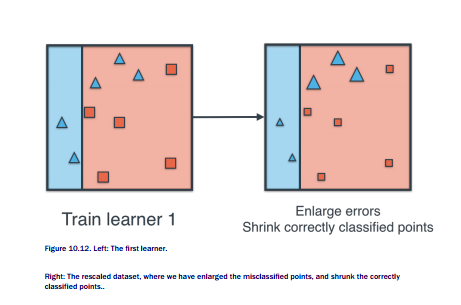 Train learner 1
Enlarge errors
Shrink correctly classified points
Figure 10.12. Left: The first learner.
Right: The rescaled dataset, where we have enlarged the misclassified points, and shrunk the correctly
classified points..